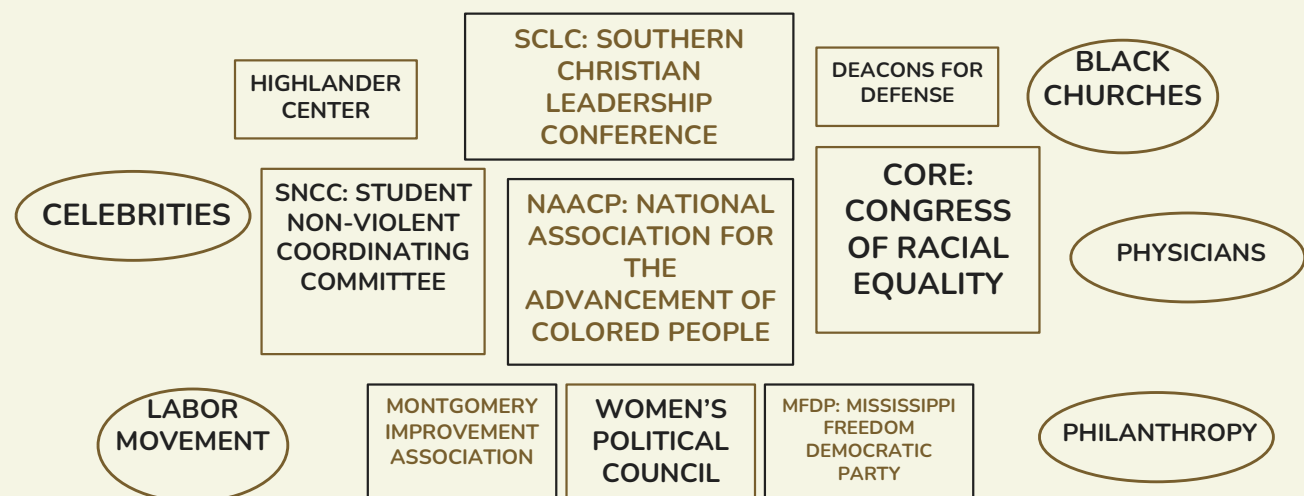 SCLC: SOUTHERN
CHRISTIAN
LEADERSHIP
CONFERENCE
HIGHLANDER
CENTER
DEACONS FOR
DEFENSE
BLACK
CHURCHES
CELEBRITIES
SNCC: STUDENT
NON-VIOLENT
COORDINATING
COMMITTEE
NAACP: NATIONAL
ASSOCIATION FOR
THE
ADVANCEMENT OF
COLORED PEOPLE
CORE:
CONGRESS
OF RACIAL
EQUALITY
PHYSICIANS
LABOR
MOVEMENT
MONTGOMERY
IMPROVEMENT
ASSOCIATION
WOMEN’S
POLITICAL
COUNCIL
MFDP: MISSISSIPPI
FREEDOM
DEMOCRATIC
PARTY
PHILANTHROPY